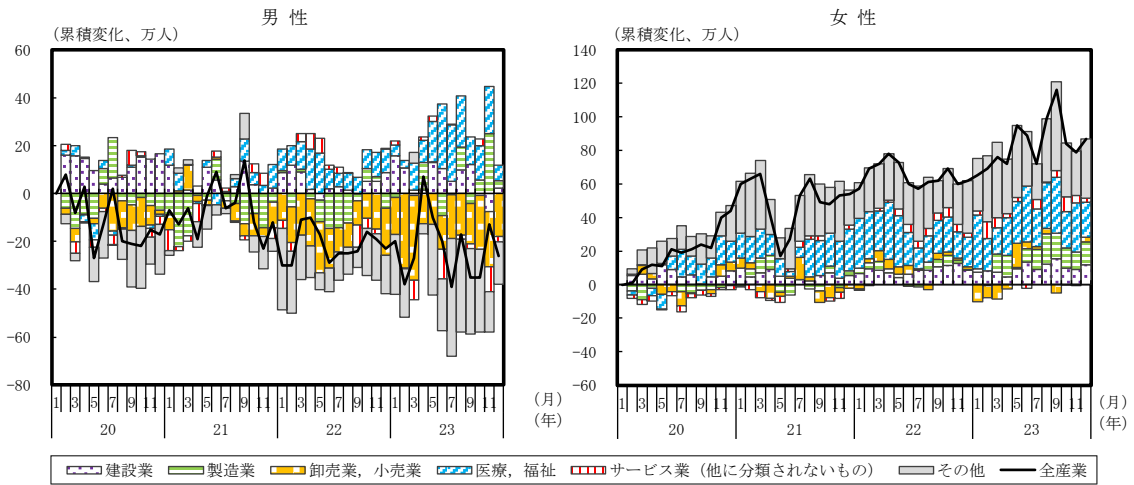 男 性
（累積変化、万人）
60
40
20
0
−20
−40
−60
−80
1 3 5 7 9 11 1 3 5 7 9 11 1 3 5 7 9 11 1 3 5 7 9 11
（月）
20 21 22 23
（年）
女 性
（累積変化、万人）
140
120
100
80
60
40
20
0
−20
−40
−60
1 3 5 7 9 11 1 3 5 7 9 11 1 3 5 7 9 11 1 3 5 7 9 11
（月）
20 21 22 23
（年）
建設業 製造業 卸売業，小売業 医療，福祉 サービス業（他に分類されないもの） その他 全産業